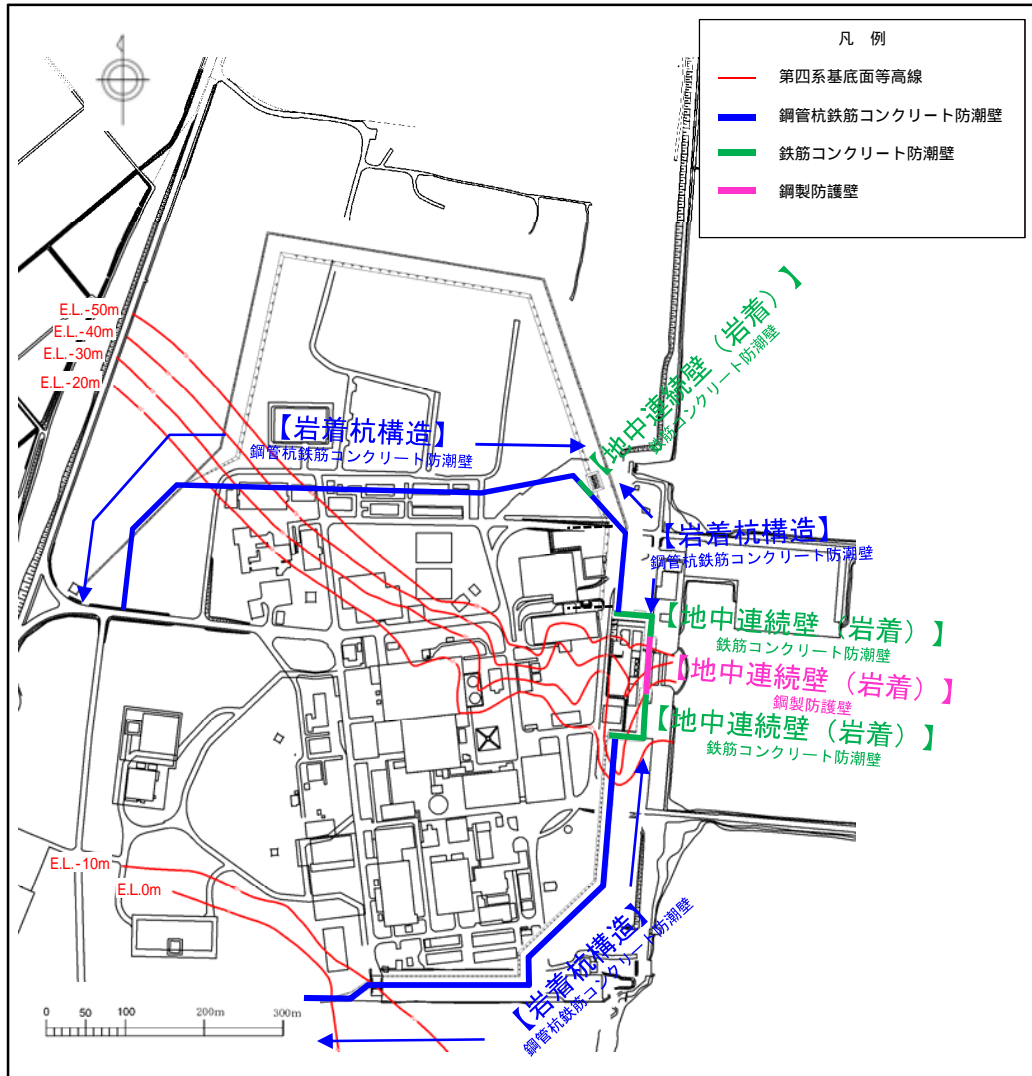 凡 例
第四系基底面等高線
鋼管杭鉄筋コンクリート防潮壁
鉄筋コンクリート防潮壁
鋼製防護壁
E.L.-50m
E.L.-40m
E.L.-30m
E.L.-20m
【岩着杭構造】
鋼管杭鉄筋コンクリート防潮壁
【地中連続壁（岩着）】
鉄筋コンクリート防潮壁
【岩着杭構造】
鋼管杭鉄筋コンクリート防潮壁
【地中連続壁（岩着）】
鉄筋コンクリート防潮壁
【地中連続壁（岩着）】
鋼製防護壁
【地中連続壁（岩着）】
鉄筋コンクリート防潮壁
E.L.-10m
E.L.0m
【岩着杭構造】
鋼管杭鉄筋コンクリート防潮壁
0 50 100 200m 300m